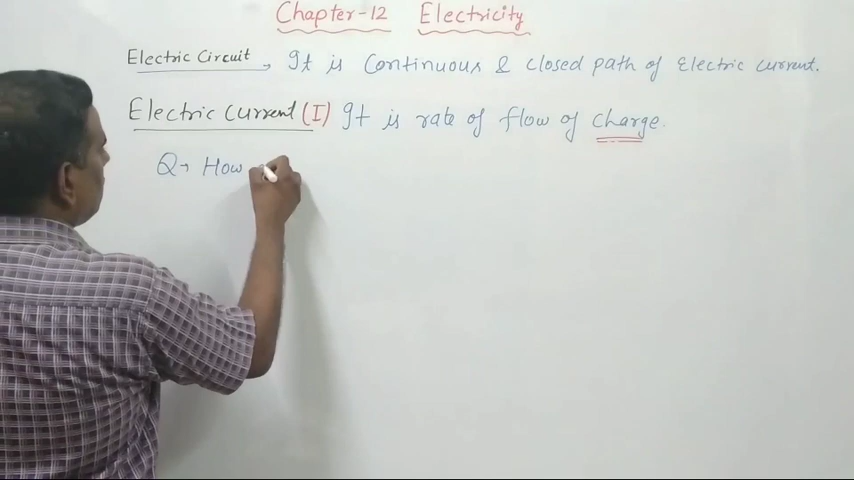 Chapter-12 Electricity
Electric Circuit → It is Continuous & closed path of Electric current.
Electric Current (I) It is rate of flow of charge.
Q→ How